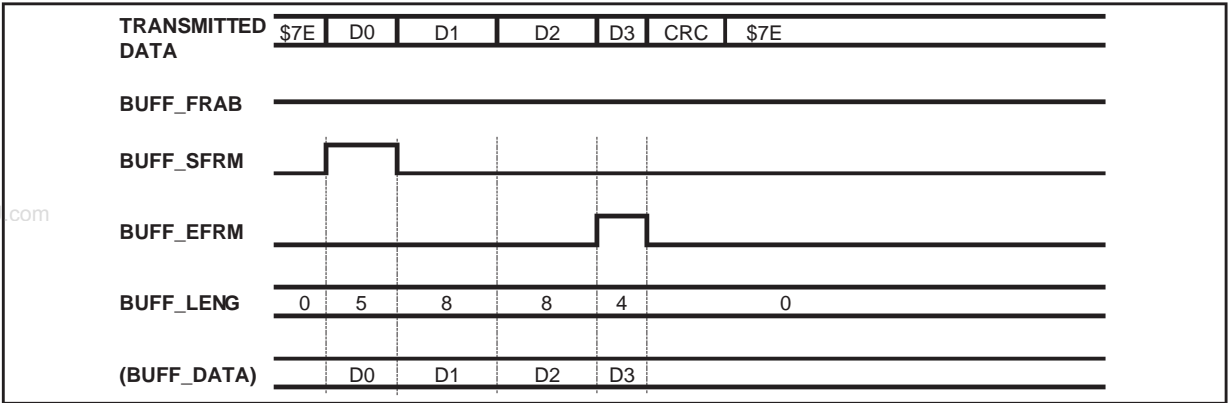 TRANSMITTED DATA $7E D0 D1 D2 D3 CRC $7E
BUFF_FRAB
BUFF_SFRM
.com
BUFF_EFRM
BUFF_LENG 0 5 8 8 4 0
(BUFF_DATA) D0 D1 D2 D3